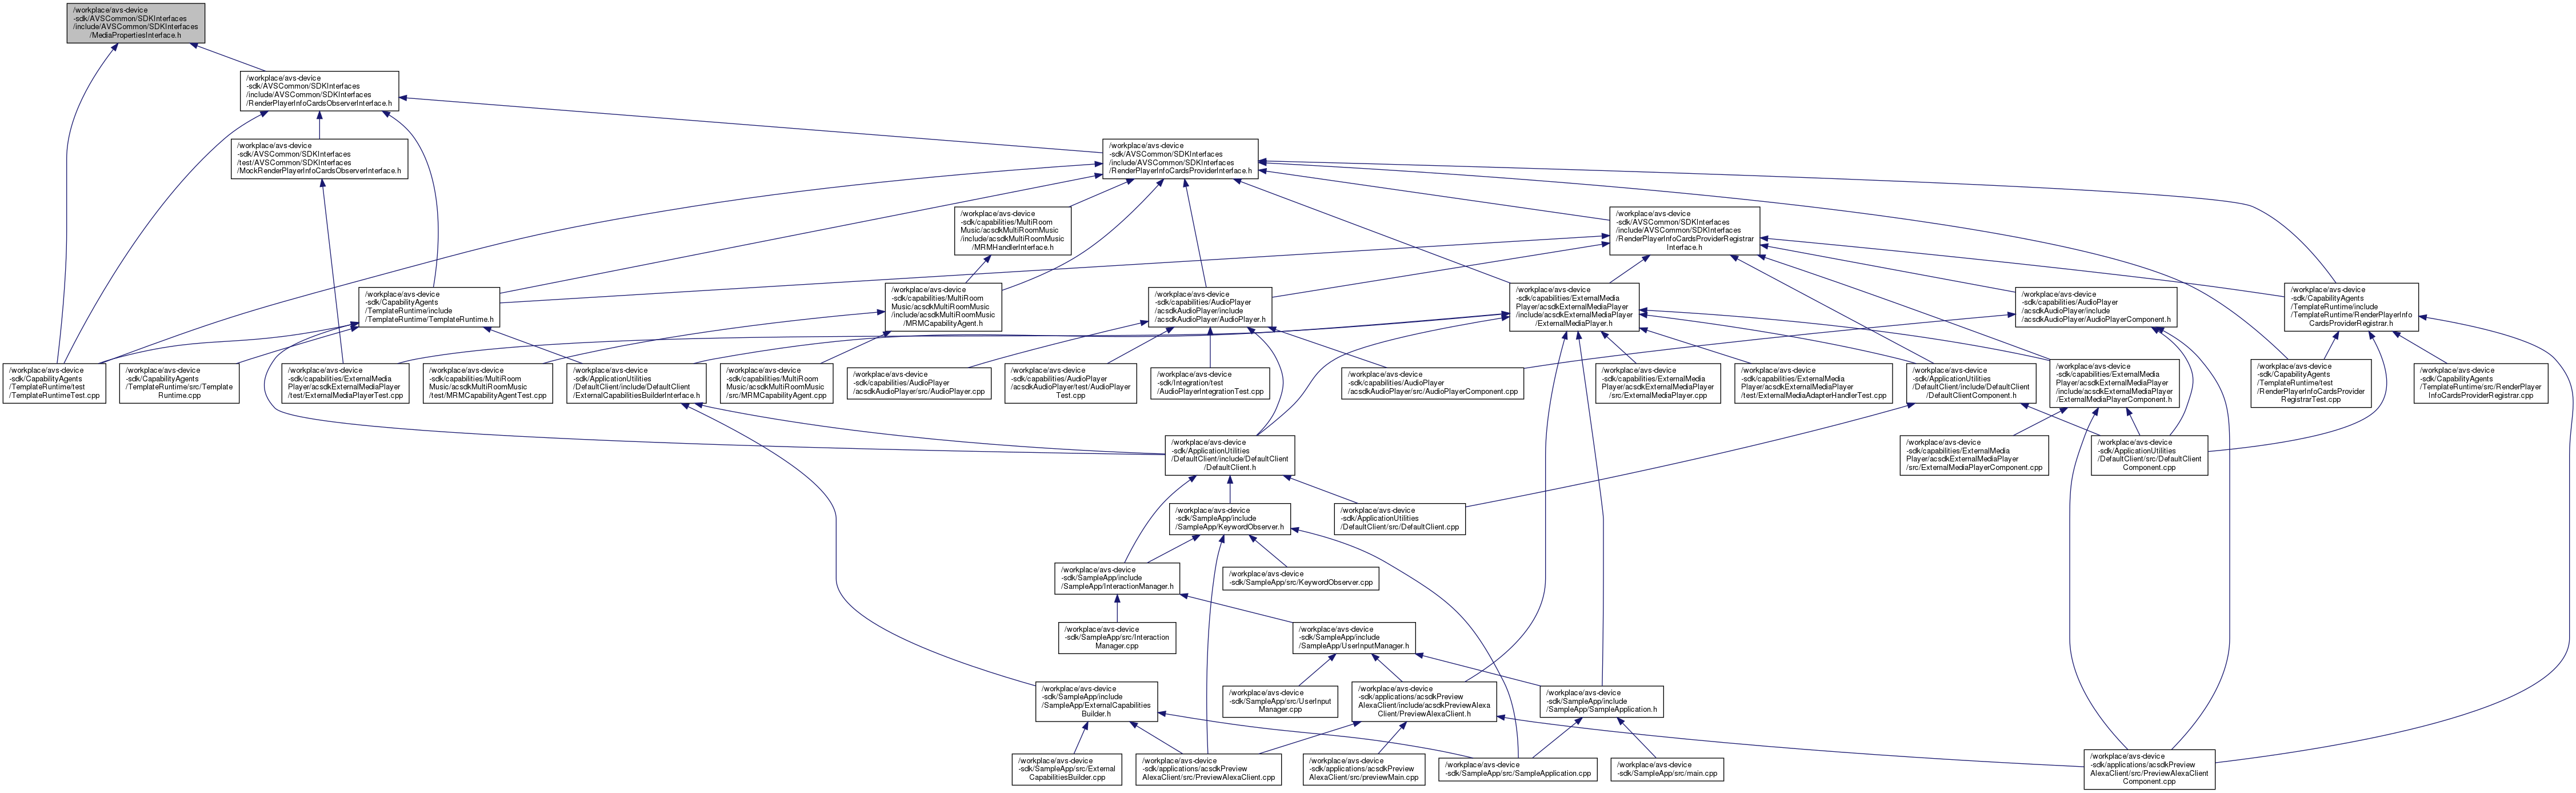 /workplace/avs-device
-sdk/AVSCommon/SDKInterfaces
/include/AVSCommon/SDKInterfaces
/MediaPropertiesInterface.h
/workplace/avs-device
-sdk/AVSCommon/SDKInterfaces
/include/AVSCommon/SDKInterfaces
/RenderPlayerInfoCardsObserverInterface.h
/workplace/avs-device
-sdk/AVSCommon/SDKInterfaces
/test/AVSCommon/SDKInterfaces
/MockRenderPlayerInfoCardsObserverInterface.h
/workplace/avs-device
-sdk/AVSCommon/SDKInterfaces
/include/AVSCommon/SDKInterfaces
/RenderPlayerInfoCardsProviderInterface.h
/workplace/avs-device
-sdk/capabilities/MultiRoom
Music/acsdkMultiRoomMusic
/include/acsdkMultiRoomMusic
/MRMHandlerInterface.h
/workplace/avs-device
-sdk/AVSCommon/SDKInterfaces
/include/AVSCommon/SDKInterfaces
/RenderPlayerInfoCardsProviderRegistrar
Interface.h
/workplace/avs-device
-sdk/CapabilityAgents
/TemplateRuntime/include
/TemplateRuntime/TemplateRuntime.h
/workplace/avs-device
-sdk/capabilities/MultiRoom
Music/acsdkMultiRoomMusic
/include/acsdkMultiRoomMusic
/MRMCapabilityAgent.h
/workplace/avs-device
-sdk/capabilities/AudioPlayer
/acsdkAudioPlayer/include
/acsdkAudioPlayer/AudioPlayer.h
/workplace/avs-device
-sdk/capabilities/ExternalMedia
Player/acsdkExternalMediaPlayer
/include/acsdkExternalMediaPlayer
/ExternalMediaPlayer.h
/workplace/avs-device
-sdk/capabilities/AudioPlayer
/acsdkAudioPlayer/include
/acsdkAudioPlayer/AudioPlayerComponent.h
/workplace/avs-device
-sdk/CapabilityAgents
/TemplateRuntime/include
/TemplateRuntime/RenderPlayerInfo
CardsProviderRegistrar.h
/workplace/avs-device
-sdk/CapabilityAgents
/TemplateRuntime/test
/TemplateRuntimeTest.cpp
/workplace/avs-device
-sdk/CapabilityAgents
/TemplateRuntime/src/Template
Runtime.cpp
/workplace/avs-device
-sdk/capabilities/ExternalMedia
Player/acsdkExternalMediaPlayer
/test/ExternalMediaPlayerTest.cpp
/workplace/avs-device
-sdk/capabilities/MultiRoom
Music/acsdkMultiRoomMusic
/test/MRMCapabilityAgentTest.cpp
/workplace/avs-device
-sdk/ApplicationUtilities
/DefaultClient/include/DefaultClient
/ExternalCapabilitiesBuilderInterface.h
/workplace/avs-device
-sdk/capabilities/MultiRoom
Music/acsdkMultiRoomMusic
/src/MRMCapabilityAgent.cpp
/workplace/avs-device
-sdk/capabilities/AudioPlayer
/acsdkAudioPlayer/src/AudioPlayer.cpp
/workplace/avs-device
-sdk/capabilities/AudioPlayer
/acsdkAudioPlayer/test/AudioPlayer
Test.cpp
/workplace/avs-device
-sdk/Integration/test
/AudioPlayerIntegrationTest.cpp
/workplace/avs-device
-sdk/capabilities/AudioPlayer
/acsdkAudioPlayer/src/AudioPlayerComponent.cpp
/workplace/avs-device
-sdk/capabilities/ExternalMedia
Player/acsdkExternalMediaPlayer
/src/ExternalMediaPlayer.cpp
/workplace/avs-device
-sdk/capabilities/ExternalMedia
Player/acsdkExternalMediaPlayer
/test/ExternalMediaAdapterHandlerTest.cpp
/workplace/avs-device
-sdk/ApplicationUtilities
/DefaultClient/include/DefaultClient
/DefaultClientComponent.h
/workplace/avs-device
-sdk/capabilities/ExternalMedia
Player/acsdkExternalMediaPlayer
/include/acsdkExternalMediaPlayer
/ExternalMediaPlayerComponent.h
/workplace/avs-device
-sdk/CapabilityAgents
/TemplateRuntime/test
/RenderPlayerInfoCardsProvider
RegistrarTest.cpp
/workplace/avs-device
-sdk/CapabilityAgents
/TemplateRuntime/src/RenderPlayer
InfoCardsProviderRegistrar.cpp
/workplace/avs-device
-sdk/ApplicationUtilities
/DefaultClient/include/DefaultClient
/DefaultClient.h
/workplace/avs-device
-sdk/capabilities/ExternalMedia
Player/acsdkExternalMediaPlayer
/src/ExternalMediaPlayerComponent.cpp
/workplace/avs-device
-sdk/ApplicationUtilities
/DefaultClient/src/DefaultClient
Component.cpp
/workplace/avs-device
-sdk/SampleApp/include
/SampleApp/KeywordObserver.h
/workplace/avs-device
-sdk/ApplicationUtilities
/DefaultClient/src/DefaultClient.cpp
/workplace/avs-device
-sdk/SampleApp/include
/SampleApp/InteractionManager.h
/workplace/avs-device
-sdk/SampleApp/src/KeywordObserver.cpp
/workplace/avs-device
-sdk/SampleApp/src/Interaction
Manager.cpp
/workplace/avs-device
-sdk/SampleApp/include
/SampleApp/UserInputManager.h
/workplace/avs-device
-sdk/SampleApp/include
/SampleApp/ExternalCapabilities
Builder.h
/workplace/avs-device
-sdk/SampleApp/src/UserInput
Manager.cpp
/workplace/avs-device
-sdk/applications/acsdkPreview
AlexaClient/include/acsdkPreviewAlexa
Client/PreviewAlexaClient.h
/workplace/avs-device
-sdk/SampleApp/include
/SampleApp/SampleApplication.h
/workplace/avs-device
-sdk/SampleApp/src/External
CapabilitiesBuilder.cpp
/workplace/avs-device
-sdk/applications/acsdkPreview
AlexaClient/src/PreviewAlexaClient.cpp
/workplace/avs-device
-sdk/applications/acsdkPreview
AlexaClient/src/previewMain.cpp
/workplace/avs-device
-sdk/SampleApp/src/SampleApplication.cpp
/workplace/avs-device
-sdk/SampleApp/src/main.cpp
/workplace/avs-device
-sdk/applications/acsdkPreview
AlexaClient/src/PreviewAlexaClient
Component.cpp